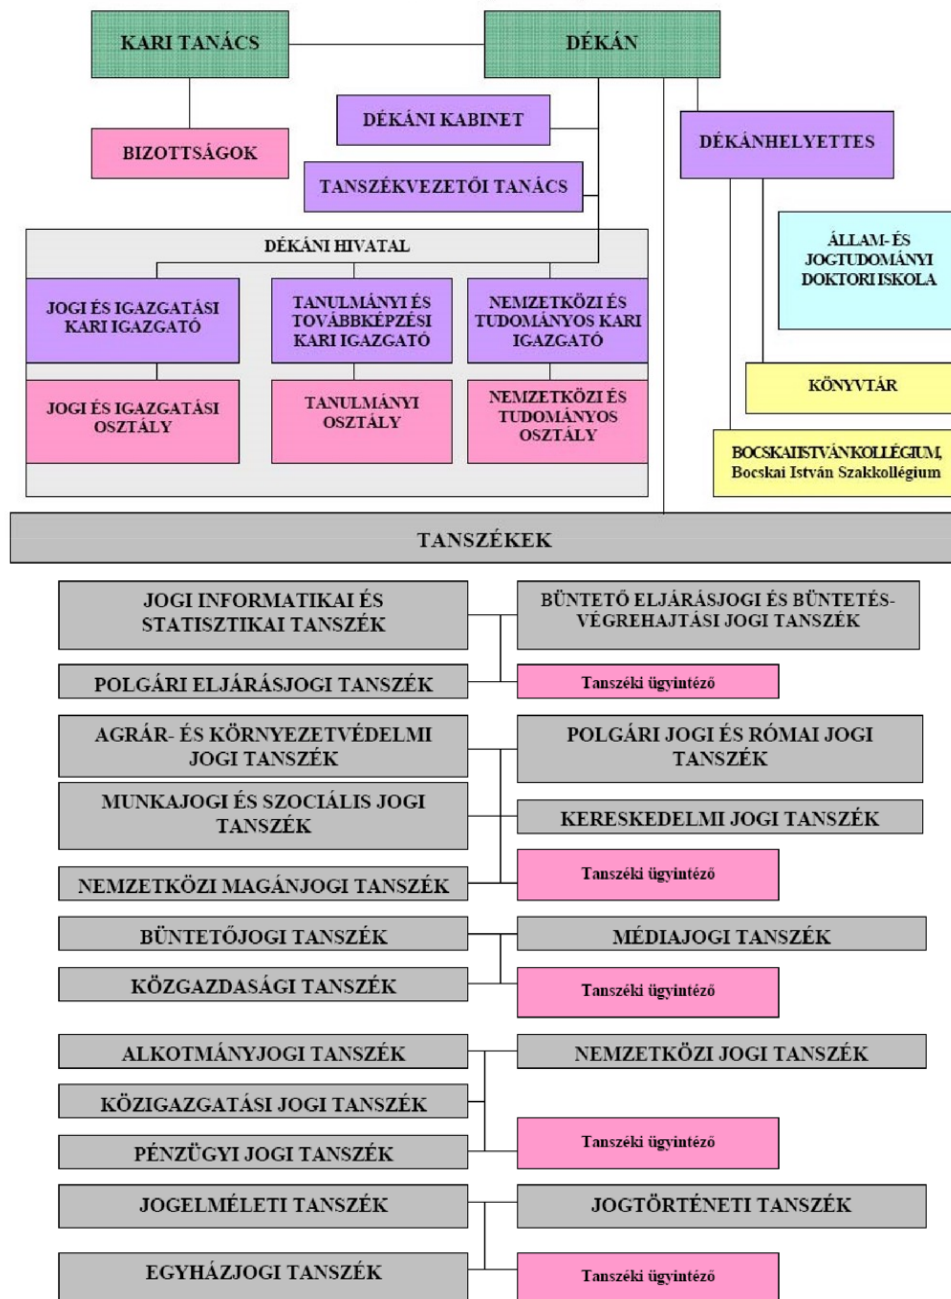 KARI TANÁCS
DÉKÁN
DÉKÁNI KABINET
DÉKÁNHELYETTES
BIZOTTSÁGOK
TANSZÉKVEZETŐI TANÁCS
DÉKÁNI HIVATAL
ÁLLAM- ÉS
JOGTUDOMÁNYI
DOKTORI ISKOLA
JOGI ÉS IGAZGATÁSI
KARI IGAZGATÓ
TANULMÁNYI ÉS
TOVÁBBKÉPZÉSI
KARI IGAZGATÓ
NEMZETKÖZI ÉS
TUDOMÁNYOS KARI
IGAZGATÓ
KÖNYVTÁR
JOGI ÉS IGAZGATÁSI
OSZTÁLY
TANULMÁNYI
OSZTÁLY
NEMZETKÖZI ÉS
TUDOMÁNYOS
OSZTÁLY
BOCSKAI ISTVÁN KOLLÉGIUM,
Bocskai István Szakkollégium
TANSZÉKEK
JOGI INFORMATIKAI ÉS
STATISZTIKAI TANSZÉK
BÜNTETŐ ELJÁRÁSJOGI ÉS BÜNTETÉS-
VÉGREHAJTÁSI JOGI TANSZÉK
POLGÁRI ELJÁRÁSJOGI TANSZÉK
Tanszéki ügyintéző
AGRÁR- ÉS KÖRNYEZETVÉDELMI
JOGI TANSZÉK
POLGÁRI JOGI ÉS RÓMAI JOGI
TANSZÉK
MUNKAJOGI ÉS SZOCIÁLIS JOGI
TANSZÉK
KERESKEDELMI JOGI TANSZÉK
NEMZETKÖZI MAGÁNJOGI TANSZÉK
Tanszéki ügyintéző
BÜNTETŐJOGI TANSZÉK
MÉDIAJOGI TANSZÉK
KÖZGAZDASÁGI TANSZÉK
Tanszéki ügyintéző
ALKOTMÁNYJOGI TANSZÉK
NEMZETKÖZI JOGI TANSZÉK
KÖZIGAZGATÁSI JOGI TANSZÉK
PÉNZÜGYI JOGI TANSZÉK
Tanszéki ügyintéző
JOGELMÉLETI TANSZÉK
JOGTÖRTÉNETI TANSZÉK
EGYHÁZJOGI TANSZÉK
Tanszéki ügyintéző